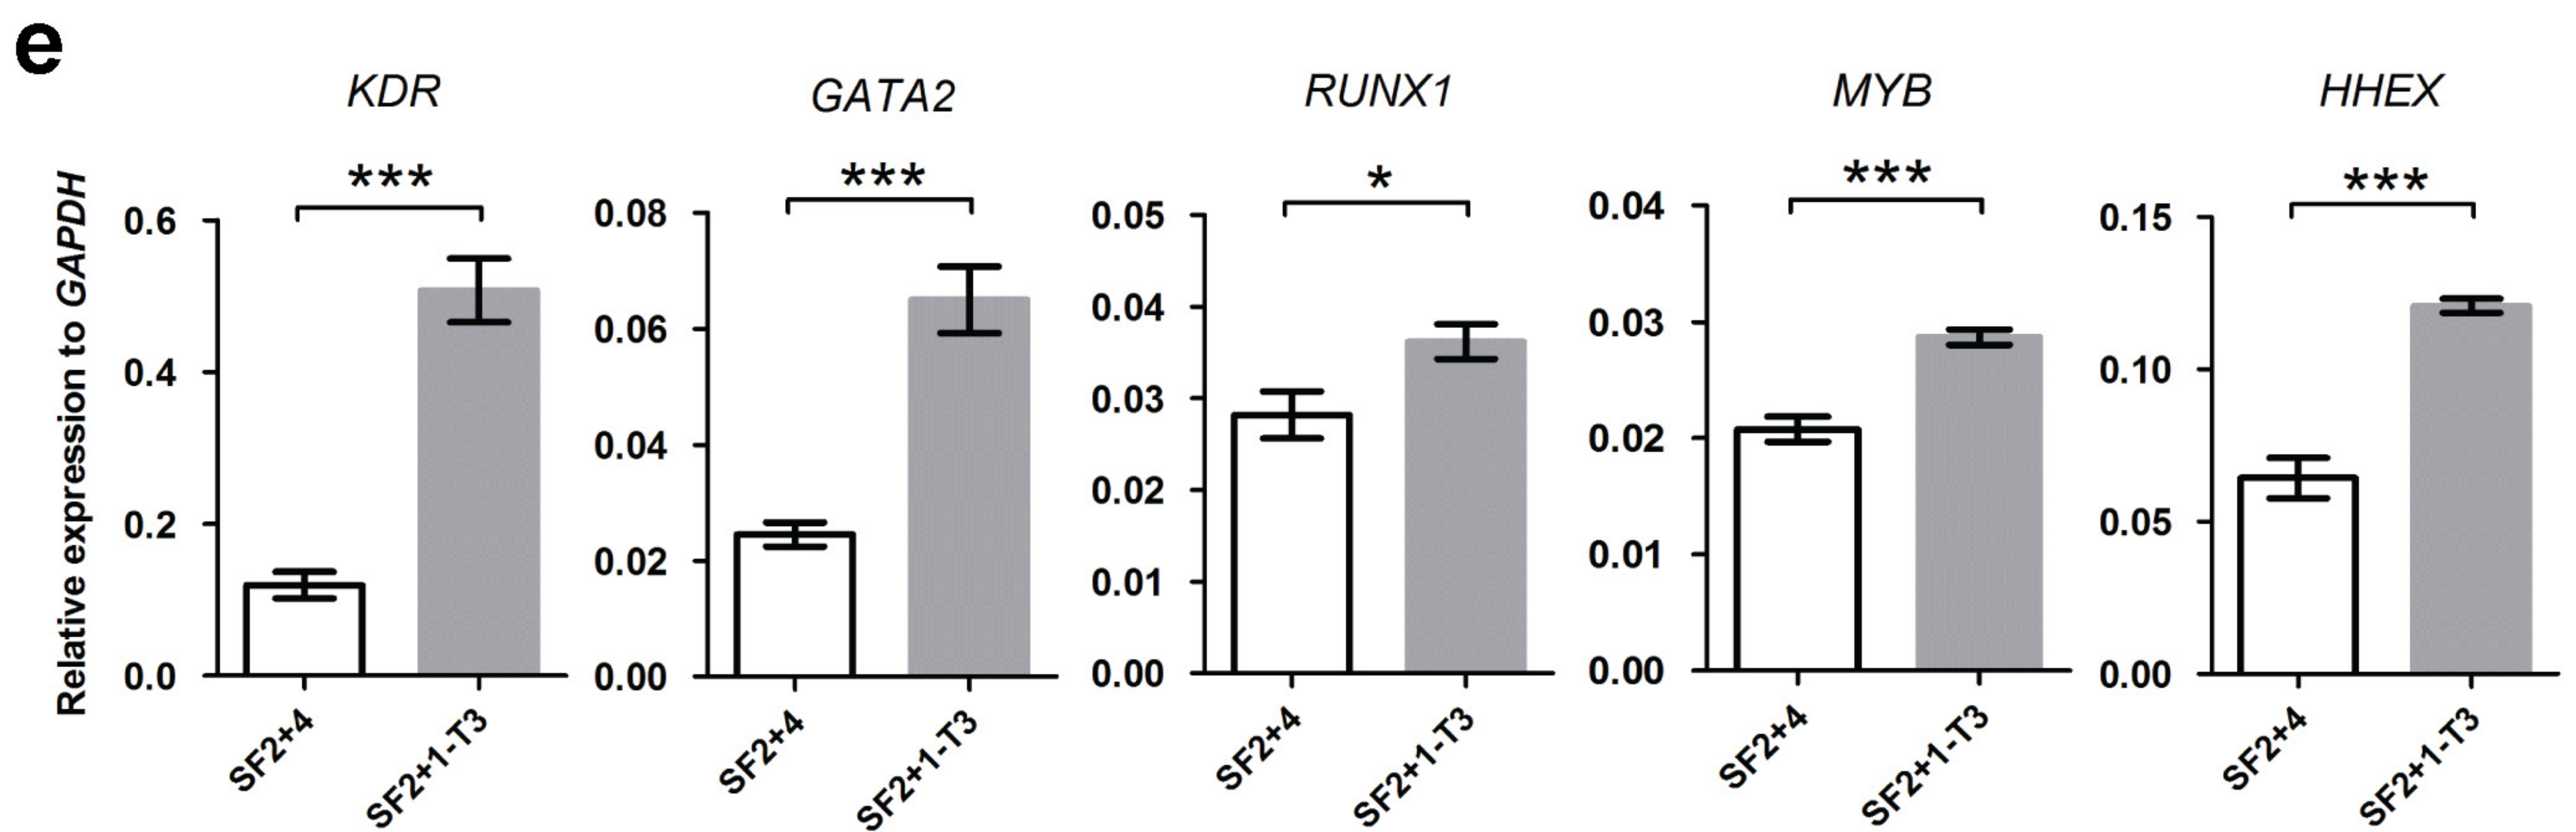 e
KDR
GATA2
RUNX1
MYB
HHEX
Relative expression to GAPDH
***
0.6
0.4
0.2
0.0
SF2+4
SF2+1-T3
***
0.08
0.06
0.04
0.02
0.00
SF2+4
SF2+1-T3
*
0.05
0.04
0.03
0.02
0.01
0.00
SF2+4
SF2+1-T3
***
0.04
0.03
0.02
0.01
0.00
SF2+4
SF2+1-T3
***
0.15
0.10
0.05
0.00
SF2+4
SF2+1-T3